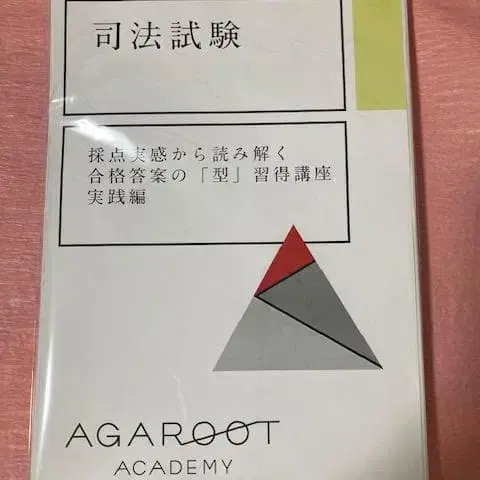 司法試験
採点実感から読み解く
合格答案の「型」習得講座
実践編
AGAROOT
ACADEMY